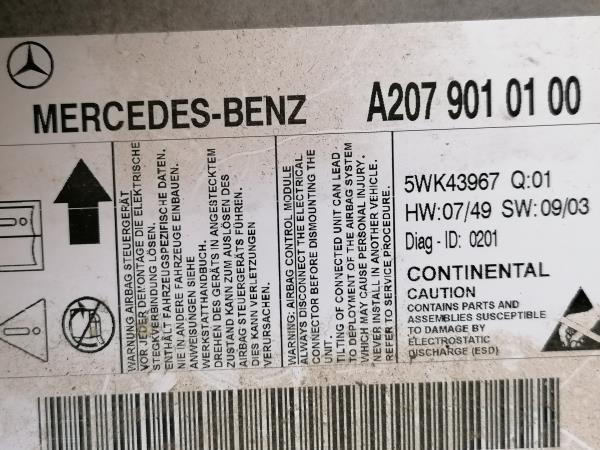 MERCEDES-BENZ
A207 901 01 00
WARNUNG AIRBAG STEUERGERÄT
VOR JEDER DEMONTAGE DIE ELEKTRISCHE
STECKVERBINDUNG LÖSEN.
ENTHÄLT FAHRZEUGSPEZIFISCHE DATEN.
NIE IN ANDERE FAHRZEUGE EINBAUEN.
ANWEISUNGEN SIEHE
WERKSTATTHANDBUCH.
DREHEN DES GERÄTS IN ANGESTECKTEM
ZUSTAND KANN ZUM AUSLÖSEN DES
AIRBAG STEUERGERÄTS FÜHREN.
DIES KANN VERLETZUNGEN
VERURSACHEN.
WARNING: AIRBAG CONTROL MODULE
ALWAYS DISCONNECT THE ELECTRICAL
CONNECTOR BEFORE DISMOUNTING THE
UNIT.
TILTING OF CONNECTED UNIT CAN LEAD
TO DEPLOYMENT OF THE AIRBAG SYSTEM
WHICH MAY CAUSE PERSONAL INJURY.
NEVER INSTALL IN ANOTHER VEHICLE.
REFER TO SERVICE PROCEDURE.
5WK43967 Q:01
HW:07/49 SW:09/03
Diag - ID: 0201
CONTINENTAL
CAUTION
CONTAINS PARTS AND
ASSEMBLIES SUSCEPTIBLE
TO DAMAGE BY
ELECTROSTATIC
DISCHARGE (ESD)